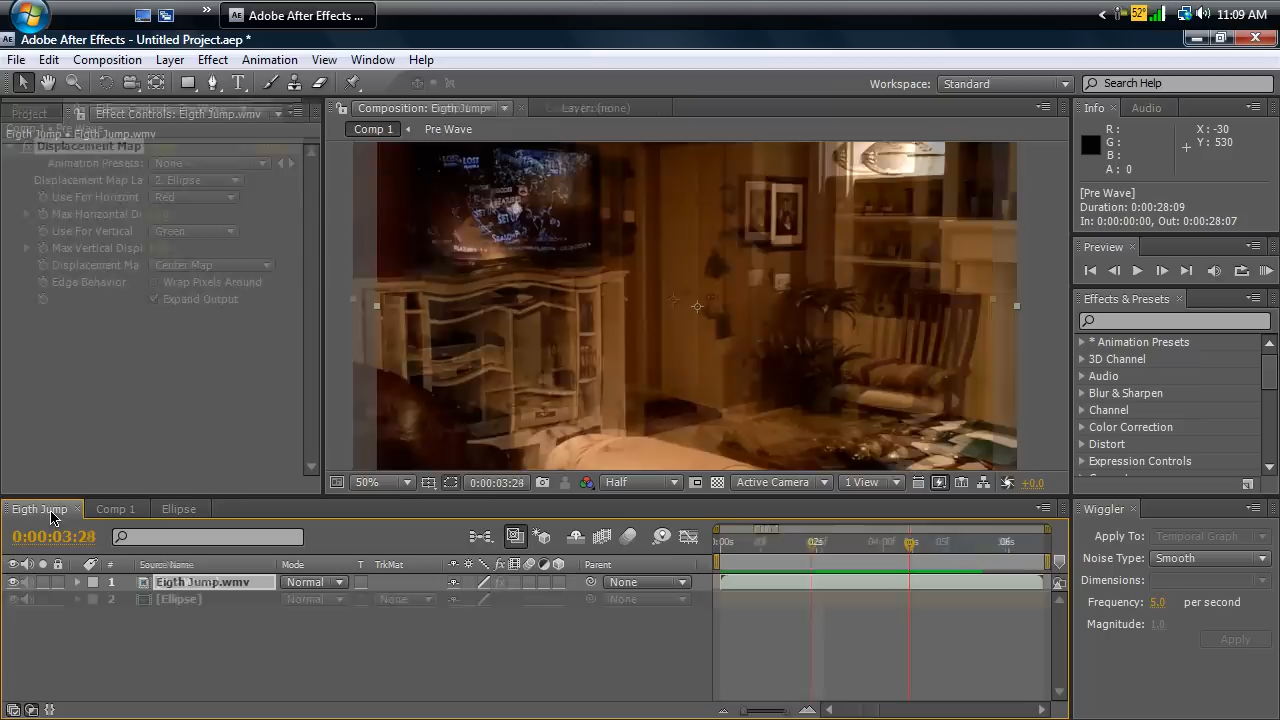 Adobe After Effects ...
52°
11:09 AM
Adobe After Effects - Untitled Project.aep *
File Edit Composition Layer Effect Animation View Window Help
Workspace: Standard
Search Help
Project
Effect Controls: Eigth Jump.wmv
Composition: Eigth Jump
Layer: (none)
Info
Audio
Eigth Jump • Eigth Jump.wmv
Comp 1
Pre Wave
R :
G :
B :
A : 0
X : -30
Y : 530
Displacement Map
Animation Presets: None
Displacement Map La 2. Ellipse
Use For Horizont Red
Max Horizontal D
Use For Vertical Green
Max Vertical Displ
Displacement Ma Center Map
Edge Behavior Wrap Pixels Around
Expand Output
[Pre Wave]
Duration: 0:00:28:09
In: 0:00:00:00, Out: 0:00:28:07
Preview
Effects & Presets
* Animation Presets
3D Channel
Audio
Blur & Sharpen
Channel
Color Correction
Distort
Expression Controls
LOST
LOST
SET UP
50%
0:00:03:28
Half
Active Camera
1 View
+0.0
Eigth Jump
Comp 1
Ellipse
0:00:03:28
# Source Name Mode T TrkMat Parent
:00s 02s 06s
1 Eigth Jump.wmv Normal None
2 [Ellipse] Normal None None
Wiggler
Apply To: Temporal Graph
Noise Type: Smooth
Dimensions:
Frequency: 5.0 per second
Magnitude: 1.0
Apply